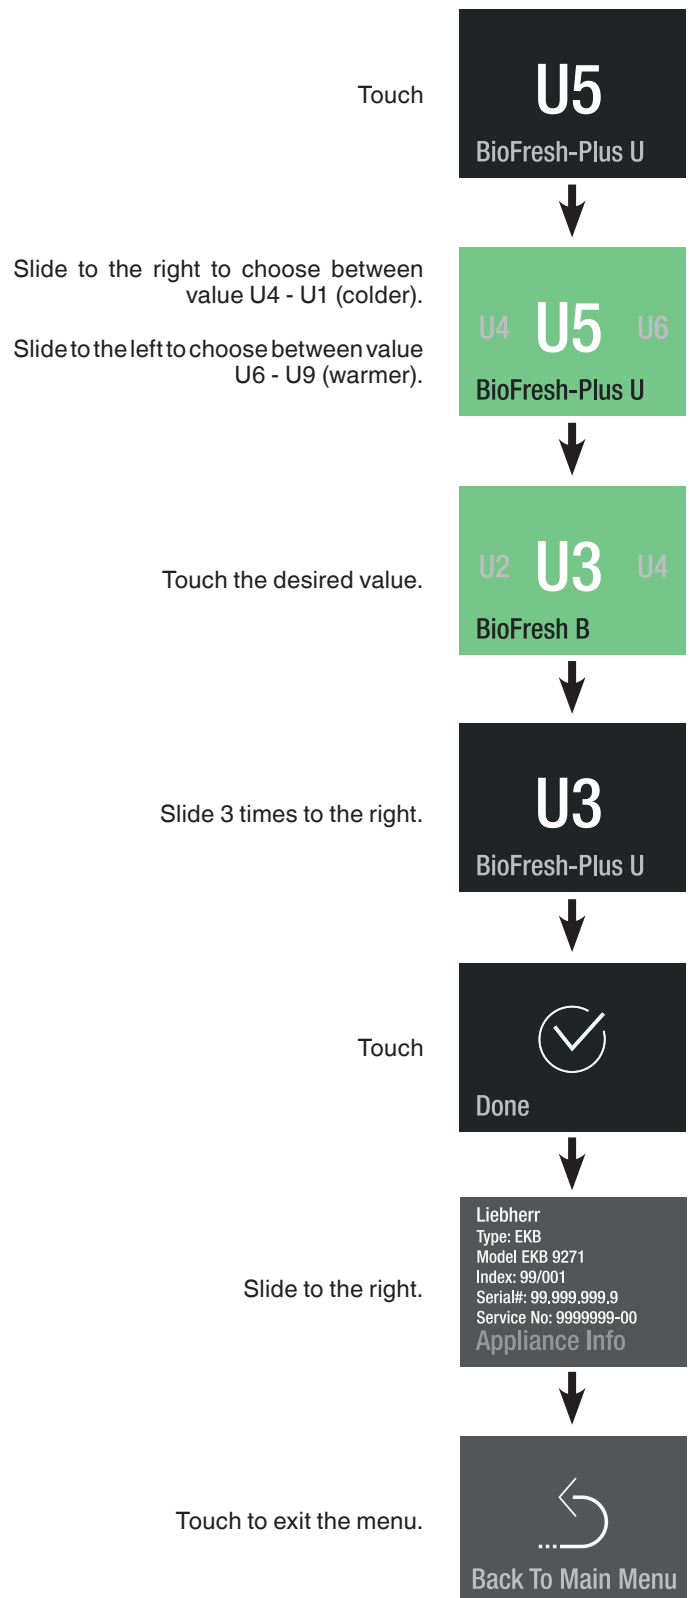 Touch
U5
BioFresh-Plus U
Slide to the right to choose between
value U4 - U1 (colder).
Slide to the left to choose between value
U6 - U9 (warmer).
U4 U5 U6
BioFresh-Plus U
Touch the desired value.
U2 U3 U4
BioFresh B
Slide 3 times to the right.
U3
BioFresh-Plus U
Touch
Done
Slide to the right.
Liebherr
Type: EKB
Model EKB 9271
Index: 99/001
Serial#: 99,999,999,9
Service No: 9999999-00
Appliance Info
Touch to exit the menu.
Back To Main Menu